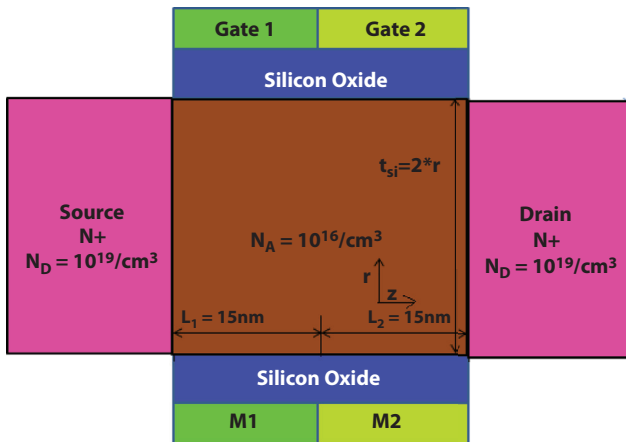 Gate 1
Gate 2
Silicon Oxide
t_si=2*r
Source
N+
N_D = 10^19/cm^3
N_A = 10^16/cm^3
Drain
N+
N_D = 10^19/cm^3
r
z
L_1 = 15nm
L_2 = 15nm
Silicon Oxide
M1
M2